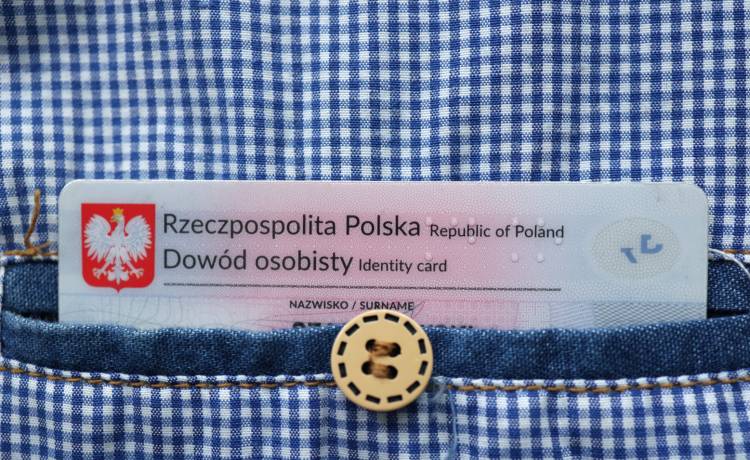 Rzeczpospolita Polska Republic of Poland
Dowód osobisty Identity card
NAZWISKO / SURNAME